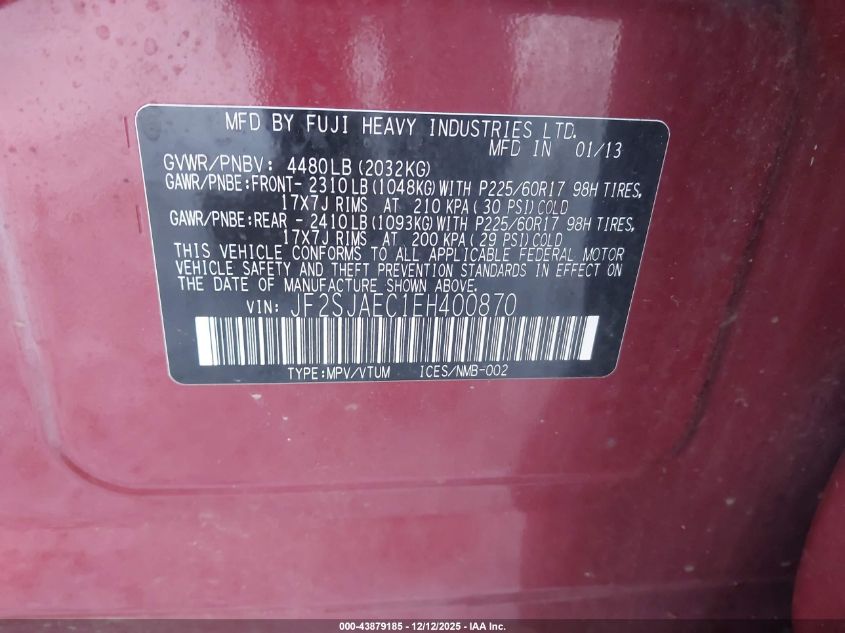 MFD BY FUJI HEAVY INDUSTRIES LTD.
MFD IN 01/13
GVWR/PNBV: 4480LB(2032KG)
GAWR/PNBE:FRONT- 2310LB(1048KG)WITH P225/60R17 98H TIRES,
17X7J RIMS AT 210 KPA(30 PSI)COLD
GAWR/PNBE:REAR - 2410LB(1093KG)WITH P225/60R17 98H TIRES,
17X7J RIMS AT 200 KPA(29 PSI)COLD
THIS VEHICLE CONFORMS TO ALL APPLICABLE FEDERAL MOTOR
VEHICLE SAFETY AND THEFT PREVENTION STANDARDS IN EFFECT ON
THE DATE OF MANUFACTURE SHOWN ABOVE.
VIN: JF2SJAEC1EH400870
TYPE:MPV/VTUM ICES/NMB-002
000-43879185 - 12/12/2025 - IAA Inc.